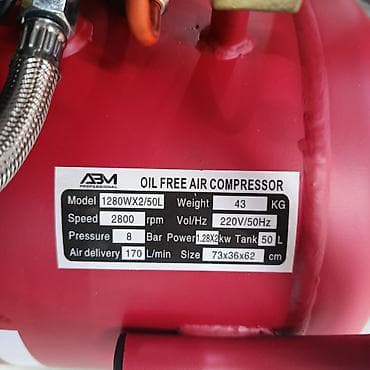 ABM
PROFESSIONAL
OIL FREE AIR COMPRESSOR
Model 1280WX2/50L Weight 43 KG
Speed 2800 rpm Vol/Hz 220V/50Hz
Pressure 8 Bar Power 1.28X2 kw Tank 50 L
Air delivery 170 L/min Size 73x36x62 cm